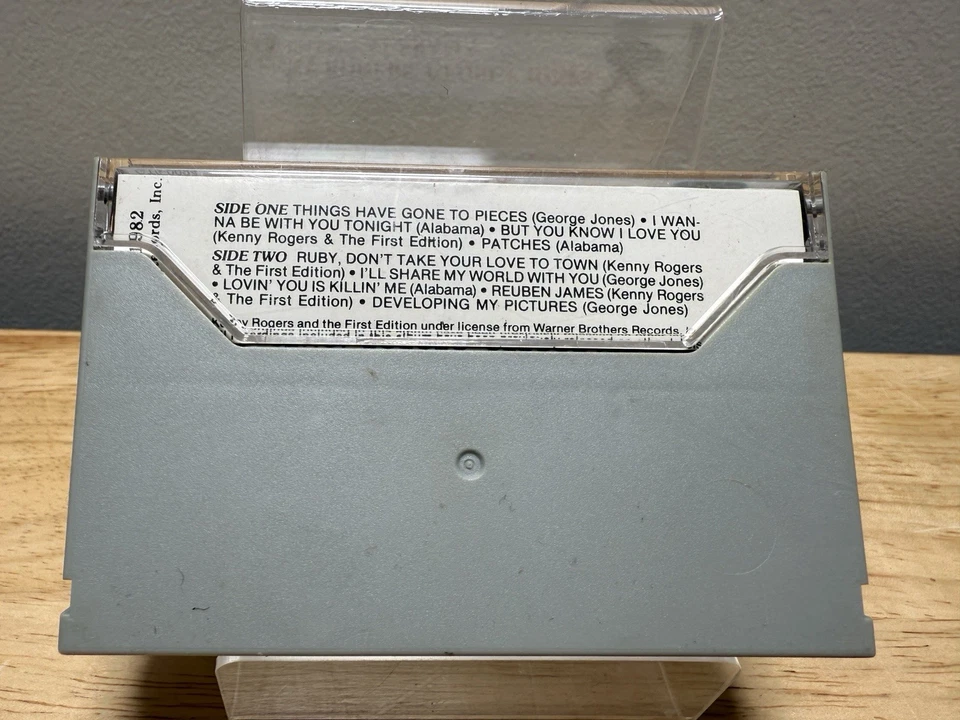 982
ords, Inc.
SIDE ONE THINGS HAVE GONE TO PIECES (George Jones) • I WAN-
NA BE WITH YOU TONIGHT (Alabama) • BUT YOU KNOW I LOVE YOU
(Kenny Rogers & The First Edition) • PATCHES (Alabama)
SIDE TWO RUBY, DON'T TAKE YOUR LOVE TO TOWN (Kenny Rogers
& The First Edition) • I'LL SHARE MY WORLD WITH YOU (George Jones)
• LOVIN' YOU IS KILLIN' ME (Alabama) • REUBEN JAMES (Kenny Rogers
& The First Edition) • DEVELOPING MY PICTURES (George Jones)
Rogers and the First Edition under license from Warner Brothers Records,